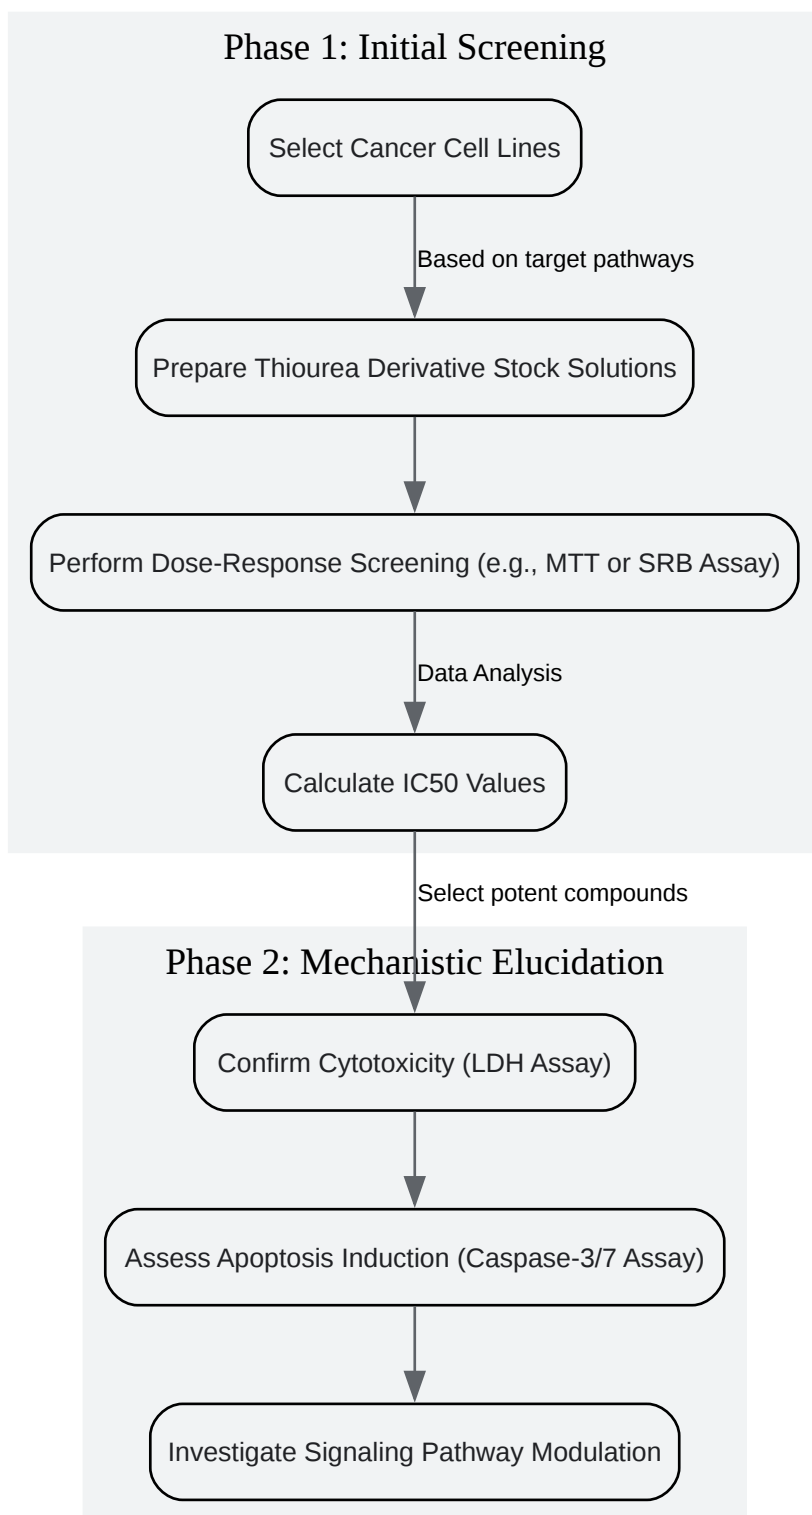 Phase 1: Initial Screening
Select Cancer Cell Lines
Based on target pathways
Prepare Thiourea Derivative Stock Solutions
Perform Dose-Response Screening (e.g., MTT or SRB Assay)
Data Analysis
Calculate IC50 Values
Select potent compounds
Phase 2: Mechanistic Elucidation
Confirm Cytotoxicity (LDH Assay)
Assess Apoptosis Induction (Caspase-3/7 Assay)
Investigate Signaling Pathway Modulation